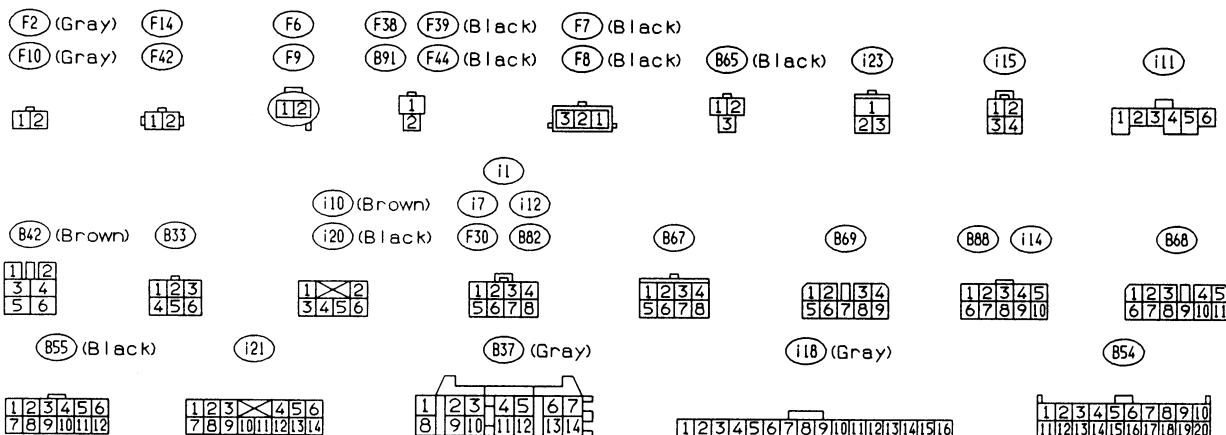 F2 (Gray) F14 F6 F38 F39 (Black) F7 (Black)
F10 (Gray) F42 F9 B91 F44 (Black) F8 (Black) B65 (Black) i23 i15 i11
1 2 1 2 1 2 1 3 2 1 1 2 1 1 2 1 2 3 4 5 6
2 3 2 3 3 4
i1
i10 (Brown) i7 i12
B42 (Brown) B33 i20 (Black) F30 B82 B67 B69 B88 i14 B68
1 2
3 4 1 2 3 1 2 1 2 3 4 1 2 3 4 1 2 3 4 1 2 3 4 5 1 2 3 4 5
5 6 4 5 6 3 4 5 6 5 6 7 8 5 6 7 8 5 6 7 8 9 6 7 8 9 10 6 7 8 9 10 11
B55 (Black) i21 B37 (Gray) i18 (Gray) B54
1 2 3 4 5 6 1 2 3 4 5 6 1 2 3 4 5 6 7 1 2 3 4 5 6 7 8 9 10
7 8 9 10 11 12 7 8 9 10 11 12 13 14 8 9 10 11 12 13 14 1 2 3 4 5 6 7 8 9 10 11 12 13 14 15 16 11 12 13 14 15 16 17 18 19 20